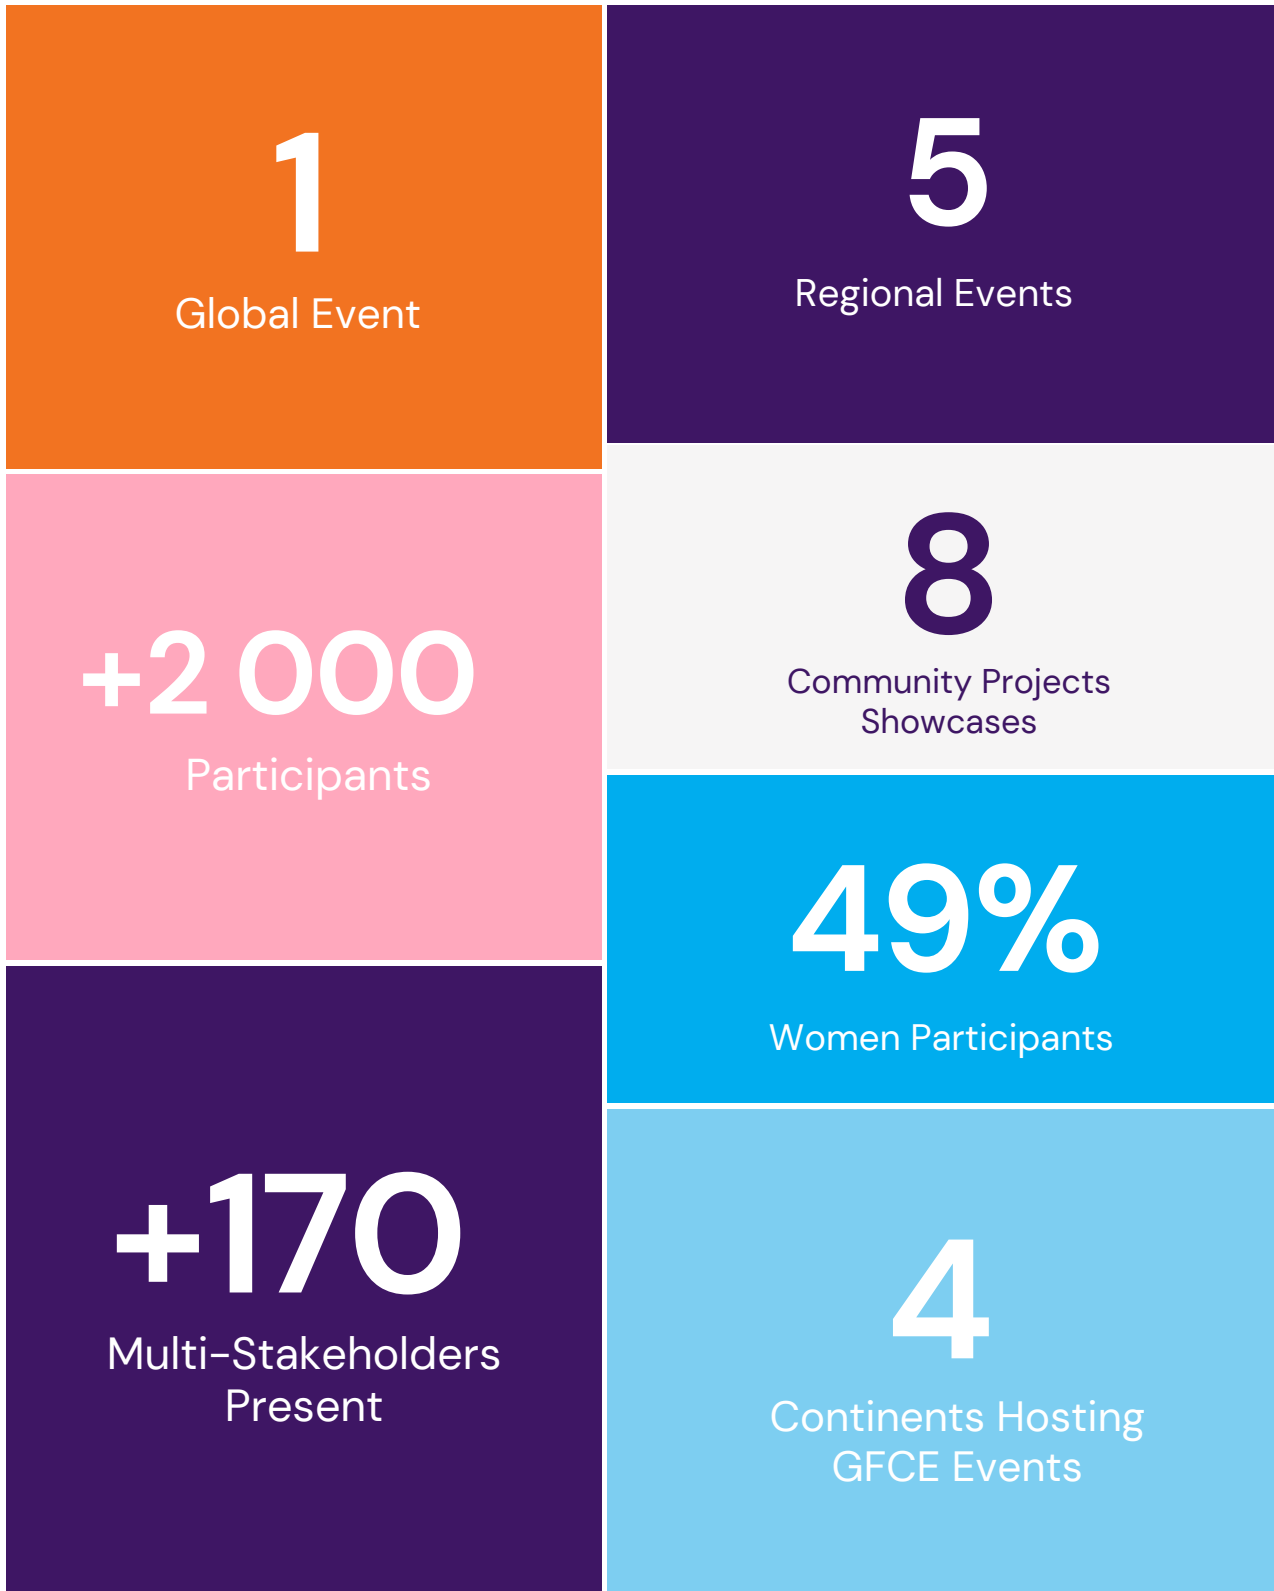 1
Global Event
5
Regional Events
+2 000
Participants
8
Community Projects
Showcases
49%
Women Participants
+170
Multi-Stakeholders
Present
4
Continents Hosting
GFCE Events